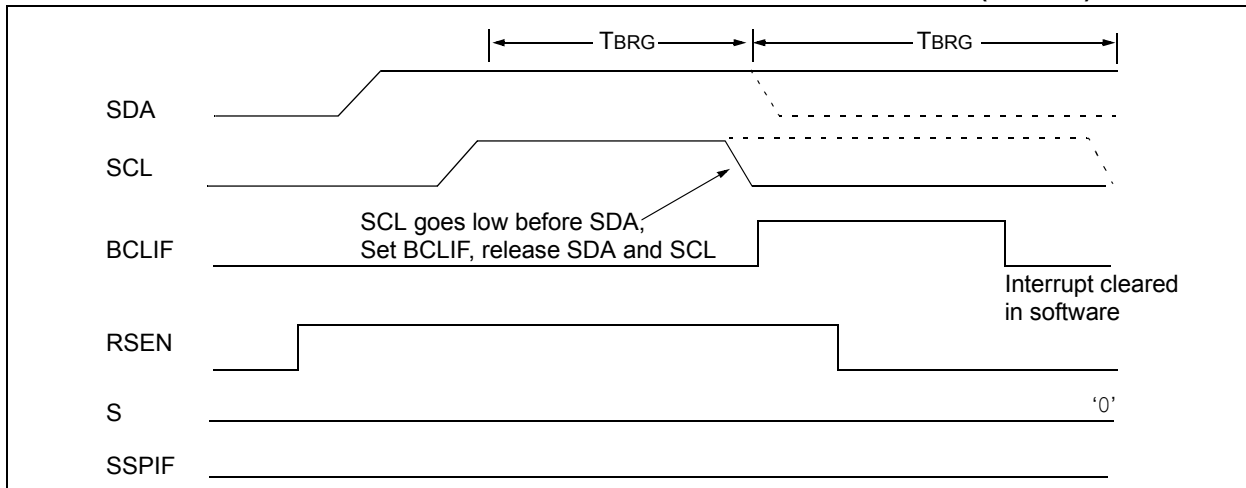 TBRG TBRG
SDA
SCL
SCL goes low before SDA,
Set BCLIF, release SDA and SCL
BCLIF
Interrupt cleared
in software
RSEN
S
‘0’
SSPIF